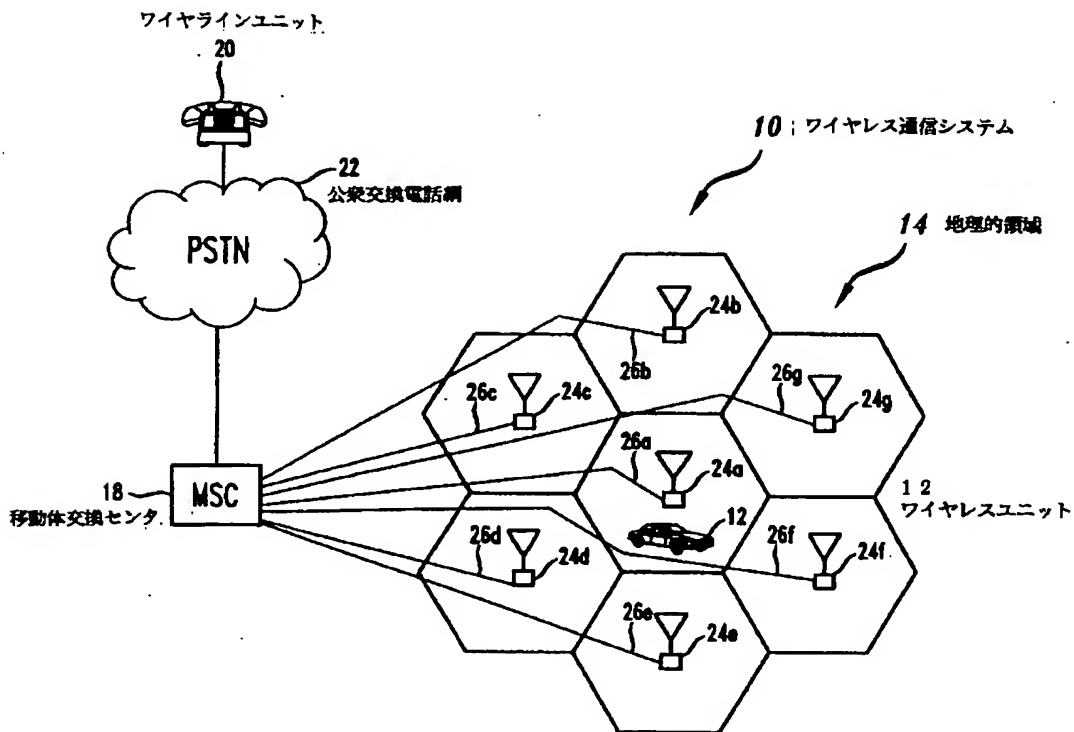 ワイヤラインユニット
20
10 ; ワイヤレス通信システム
22
公衆交換電話網
PSTN
14 地理的領域
24b
26b
26c
24c
26g
24g
26a
24a
18
MSC
移動体交換センタ
12
ワイヤレスユニット
12
26d
24d
26f
24f
26e
24e